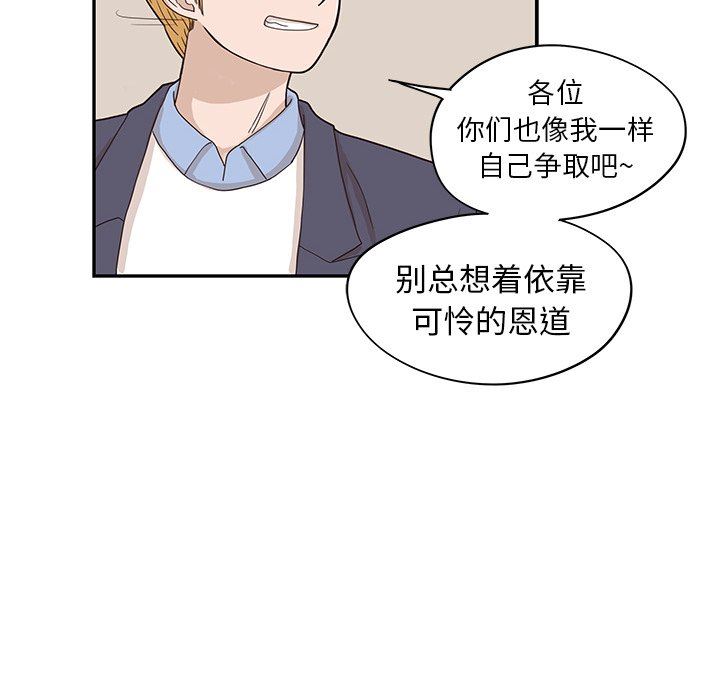 各位
你们也像我一样
自己争取吧~
别总想着依靠
可怜的恩道